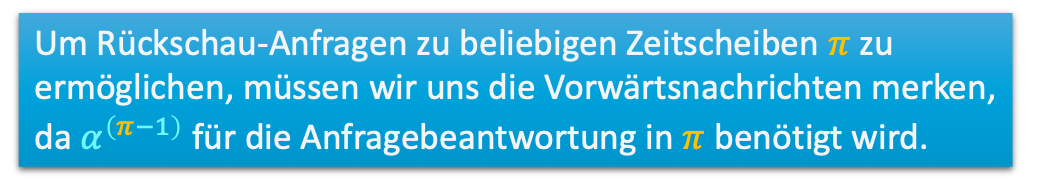 Um Rückschau-Anfragen zu beliebigen Zeitscheiben π zu
ermöglichen, müssen wir uns die Vorwärtsnachrichten merken,
da α^(π−1) für die Anfragebeantwortung in π benötigt wird.